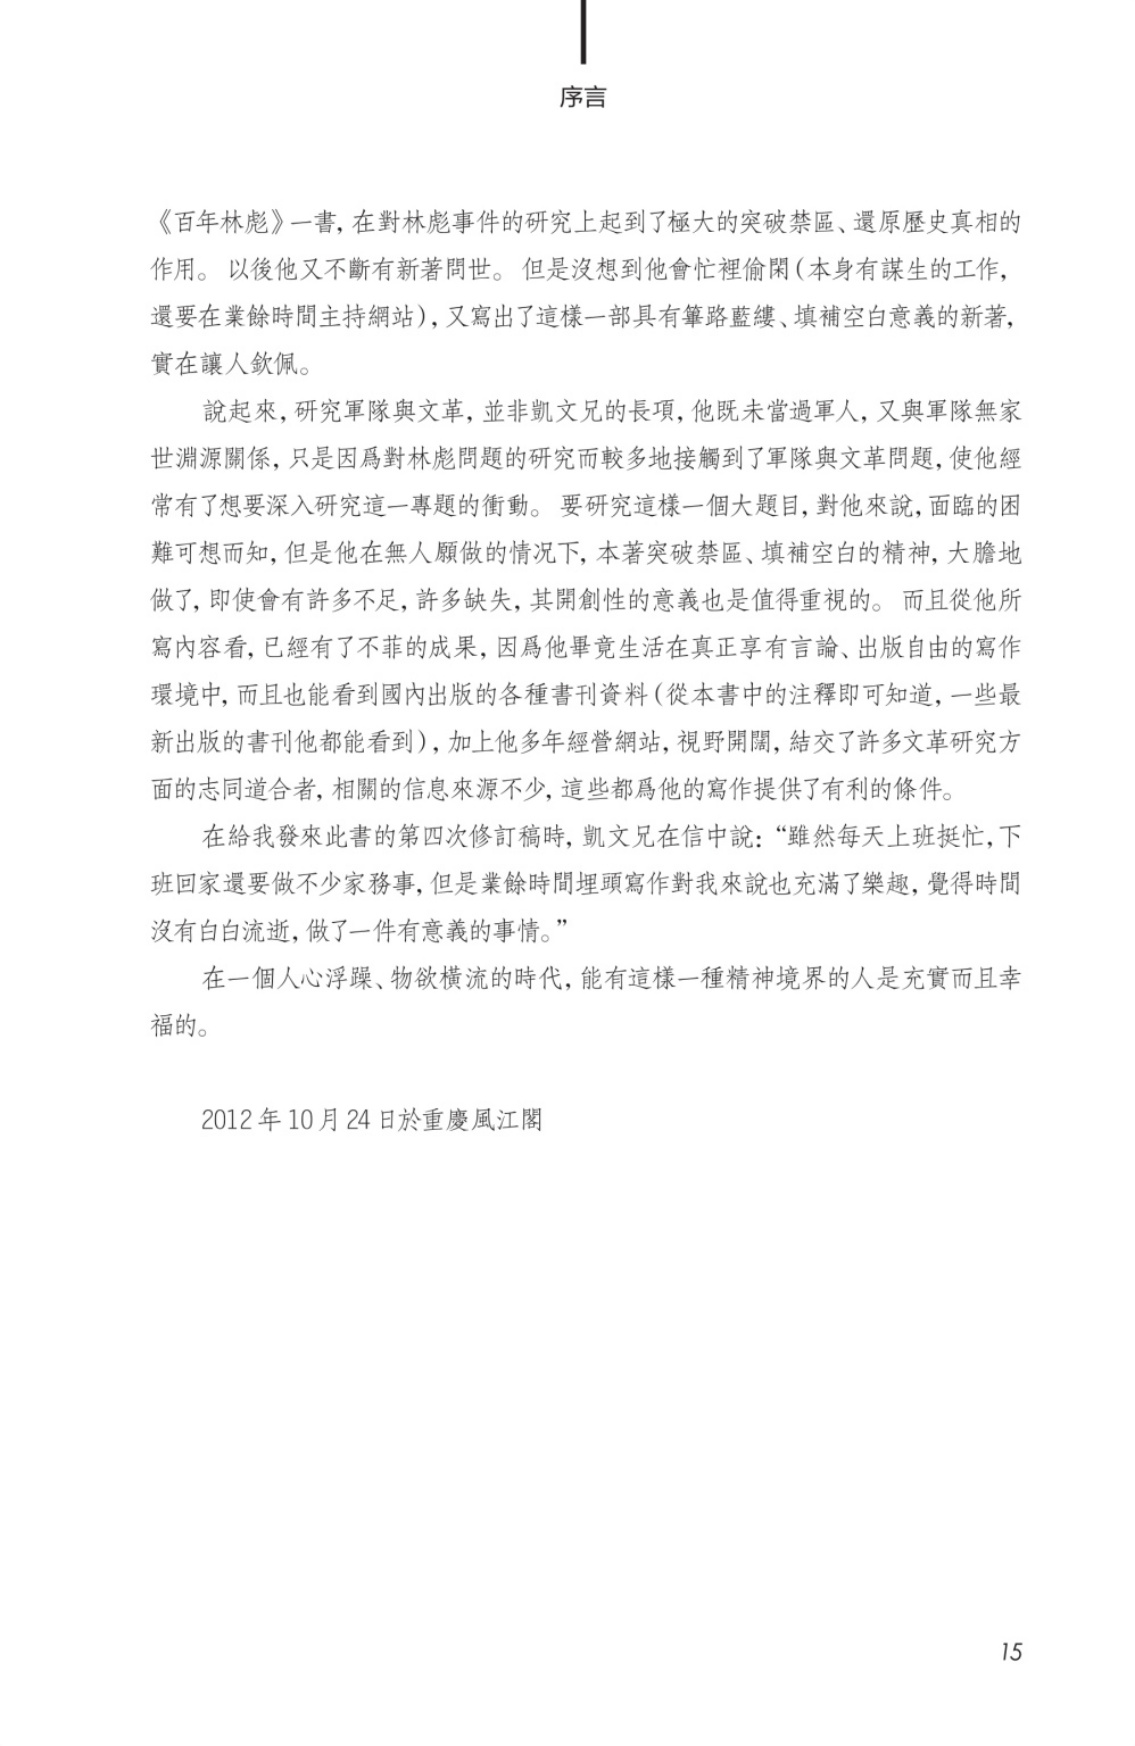 序言
《百年林彪》一書，在對林彪事件的研究上起到了極大的突破禁區、還原歷史真相的
作用。 以後他又不斷有新著問世。 但是沒想到他會忙裡偷閑（本身有謀生的工作，
還要在業餘時間主持網站），又寫出了這樣一部具有篳路藍縷、填補空白意義的新著，
實在讓人欽佩。
說起來，研究軍隊與文革，並非凱文兄的長項，他既未當過軍人，又與軍隊無家
世淵源關係，只是因爲對林彪問題的研究而較多地接觸到了軍隊與文革問題，使他經
常有了想要深入研究這一專題的衝動。 要研究這樣一個大題目，對他來說，面臨的困
難可想而知，但是他在無人願做的情况下，本著突破禁區、填補空白的精神，大膽地
做了，即使會有許多不足，許多缺失，其開創性的意義也是值得重視的。 而且從他所
寫內容看，已經有了不菲的成果，因爲他畢竟生活在真正享有言論、出版自由的寫作
環境中，而且也能看到國內出版的各種書刊資料（從本書中的注釋即可知道，一些最
新出版的書刊他都能看到），加上他多年經營網站，視野開闊，結交了許多文革研究方
面的志同道合者，相關的信息來源不少，這些都爲他的寫作提供了有利的條件。
在給我發來此書的第四次修訂稿時，凱文兄在信中說：“雖然每天上班挺忙，下
班回家還要做不少家務事，但是業餘時間埋頭寫作對我來說也充滿了樂趣，覺得時間
沒有白白流逝，做了一件有意義的事情。”
在一個人心浮躁、物欲橫流的時代，能有這樣一種精神境界的人是充實而且幸
福的。
2012 年 10 月 24 日於重慶風江閣
15